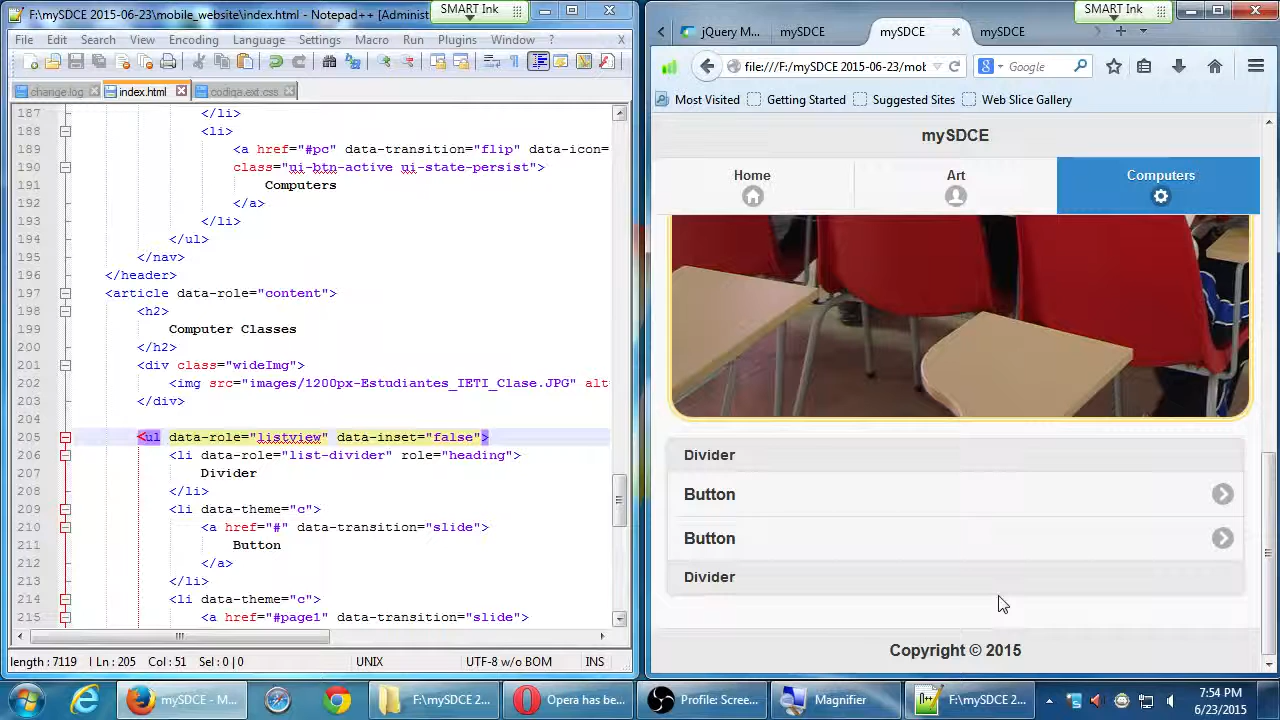 F:\mySDCE 2015-06-23\mobile_website\index.html - Notepad++ [Administ
SMART Ink
File Edit Search View Encoding Language Settings Macro Run Plugins Window ? X
change.log index.html codiqa.ext.css
187 </li>
188 <li>
189 <a href="#pc" data-transition="flip" data-icon=
190 class="ui-btn-active ui-state-persist">
191 Computers
192 </a>
193 </li>
194 </ul>
195 </nav>
196 </header>
197 <article data-role="content">
198 <h2>
199 Computer Classes
200 </h2>
201 <div class="wideImg">
202 <img src="images/1200px-Estudiantes_IETI_Clase.JPG" alt
203 </div>
204
205 <ul data-role="listview" data-inset="false">
206 <li data-role="list-divider" role="heading">
207 Divider
208 </li>
209 <li data-theme="c">
210 <a href="#" data-transition="slide">
211 Button
212 </a>
213 </li>
214 <li data-theme="c">
215 <a href="#page1" data-transition="slide">
length : 7119 l Ln : 205 Col : 51 Sel : 0 | 0 UNIX UTF-8 w/o BOM INS
SMART Ink
jQuery M... mySDCE mySDCE mySDCE
file:///F:/mySDCE 2015-06-23/mob Google
Most Visited Getting Started Suggested Sites Web Slice Gallery
mySDCE
Home Art Computers
Divider
Button
Button
Divider
Copyright © 2015
mySDCE - M... F:\mySDCE 2... Opera has be... Profile: Scree... Magnifier F:\mySDCE 2... 7:54 PM
6/23/2015